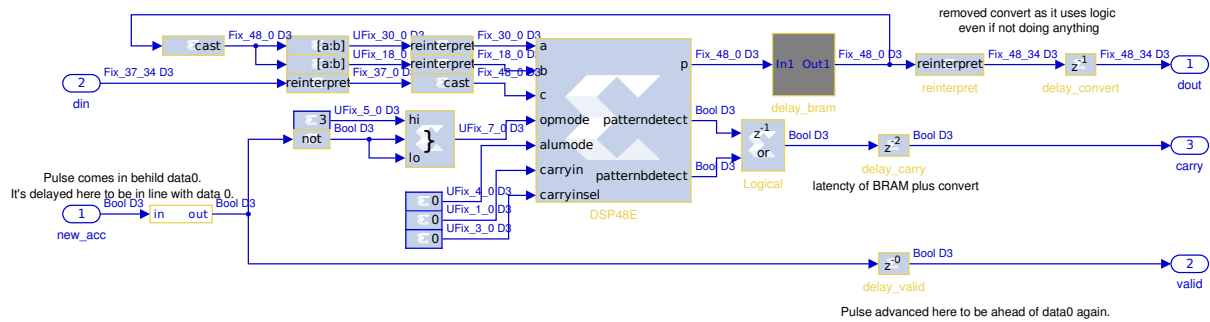 removed convert as it uses logic
even if not doing anything
Fix_48_0 D3
UFix_30_0
Fix_30_0
cast
[a:b]
reinterpret
a
UFix_18_0
Fix_18_0
[a:b]
reinterpret
b
Fix_37_34 D3
Fix_37_0
Fix_48_0 D3
2
reinterpret
cast
c
din
p
Fix_48_0 D3
In1 Out1
Fix_48_0 D3
reinterpret
Fix_48_34 D3
z-1
Fix_48_34 D3
1
delay_bram
reinterpret
delay_convert
dout
UFix_5_0 D3
3
hi
Bool D3
not
}
lo
UFix_7_0 D3
opmode
patterndetect
Bool D3
z-1
or
Bool D3
z-2
Bool D3
3
alumode
carryin
patternbdetect
Bool D3
Logical
delay_carry
carry
latencty of BRAM plus convert
Pulse comes in behild data0.
It's delayed here to be in line with data 0.
UFix_4_0 D3
0
UFix_1_0 D3
0
UFix_3_0 D3
0
carryinsel
DSP48E
Bool D3
Bool D3
1
in out
new_acc
z-0
Bool D3
2
delay_valid
valid
Pulse advanced here to be ahead of data0 again.